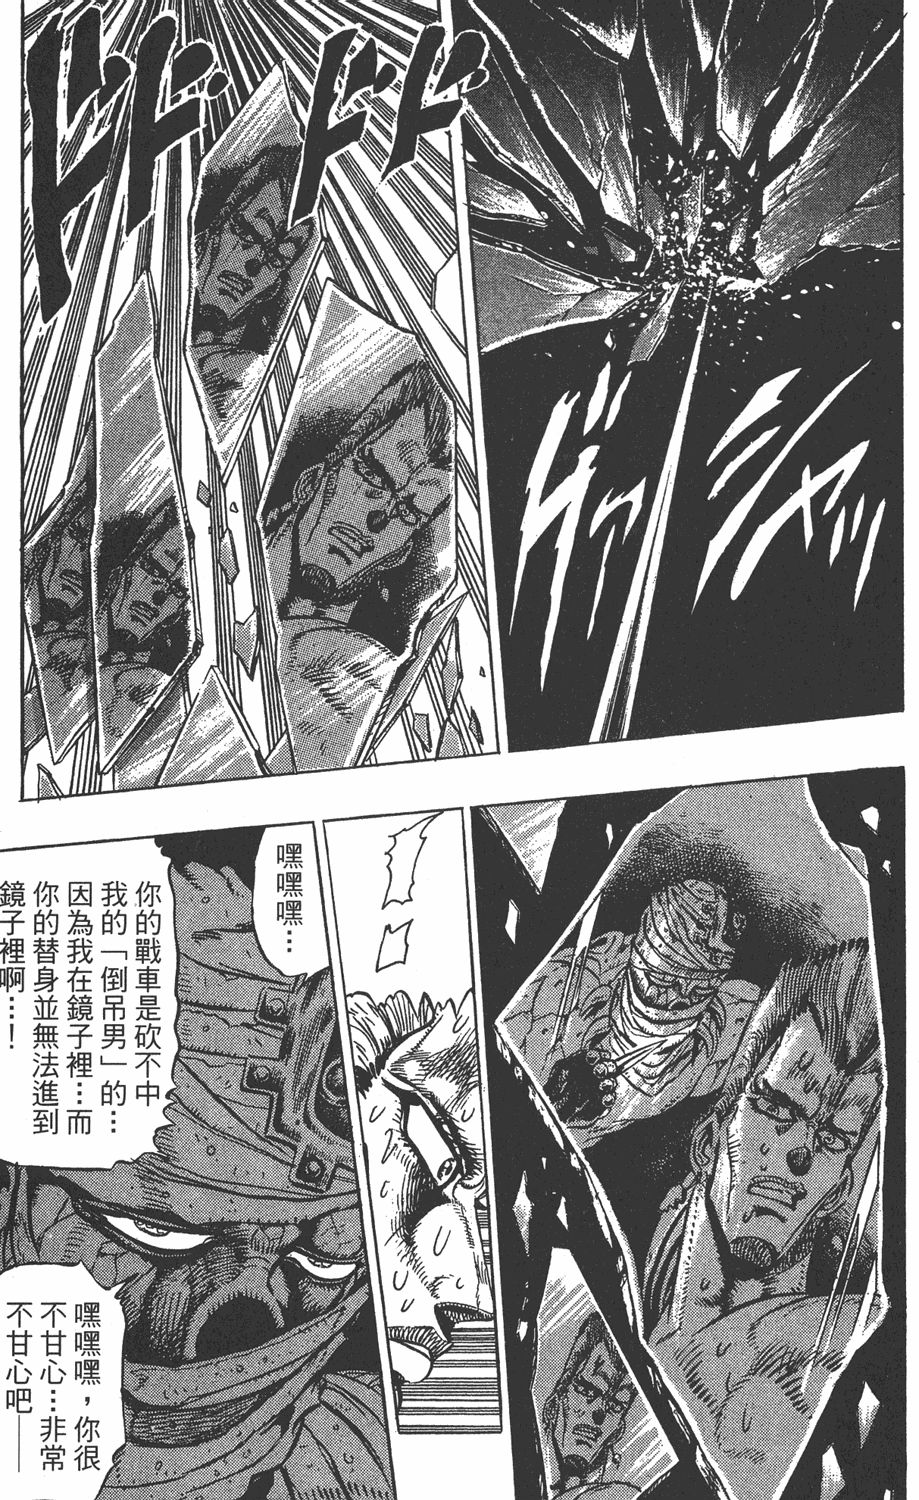 シャッ
ヴァ
ドド
ドド
嘿嘿嘿…
你的戰車是砍不中
我的「倒吊男」的…
因為我在鏡子裡…而
你的替身並無法進到
鏡子裡啊…！
嘿嘿嘿，你很
不甘心…非常
不甘心吧——